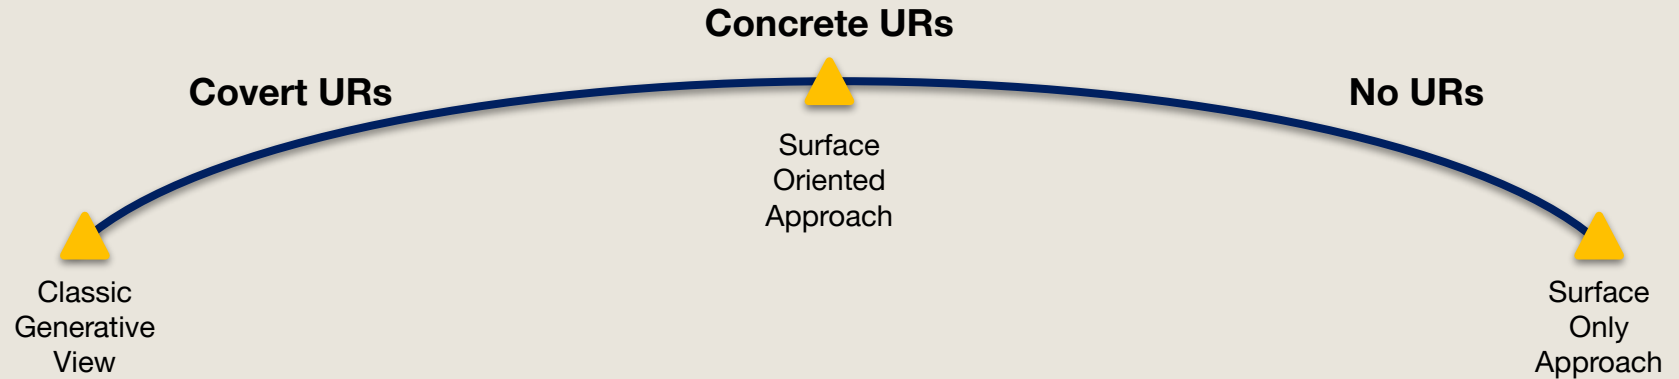 Concrete URs
Covert URs
No URs
Surface
Oriented
Approach
Classic
Generative
View
Surface
Only
Approach